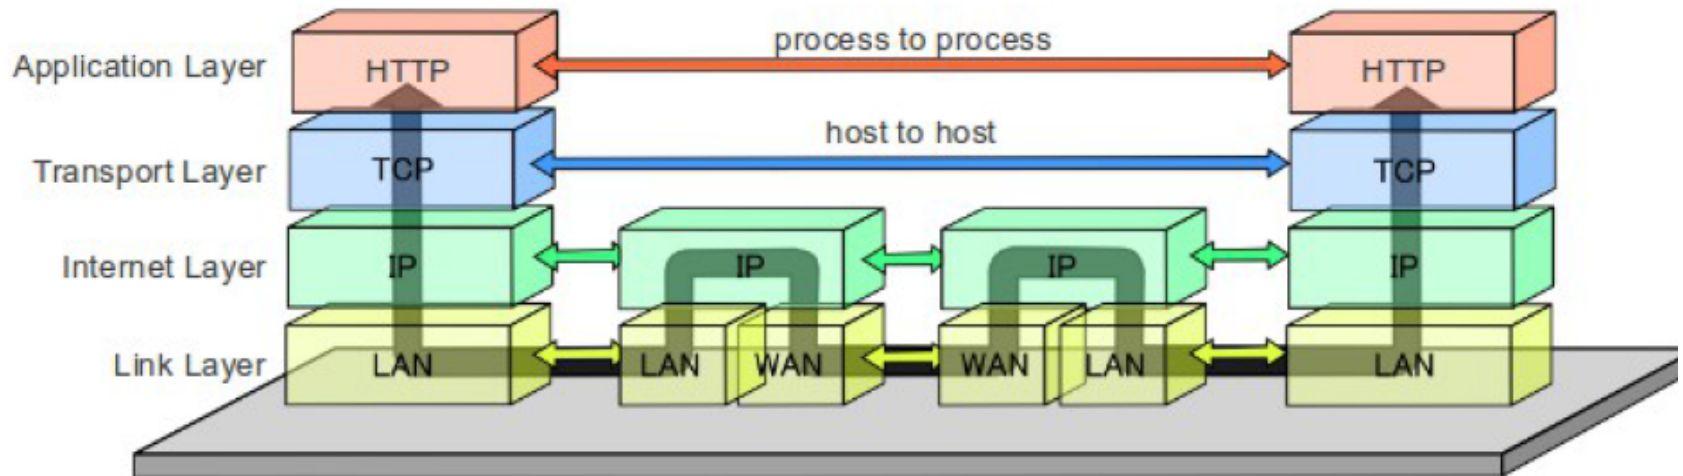 process to process
Application Layer HTTP HTTP
host to host
Transport Layer TCP TCP
Internet Layer IP IP IP IP
Link Layer LAN LAN WAN WAN LAN LAN